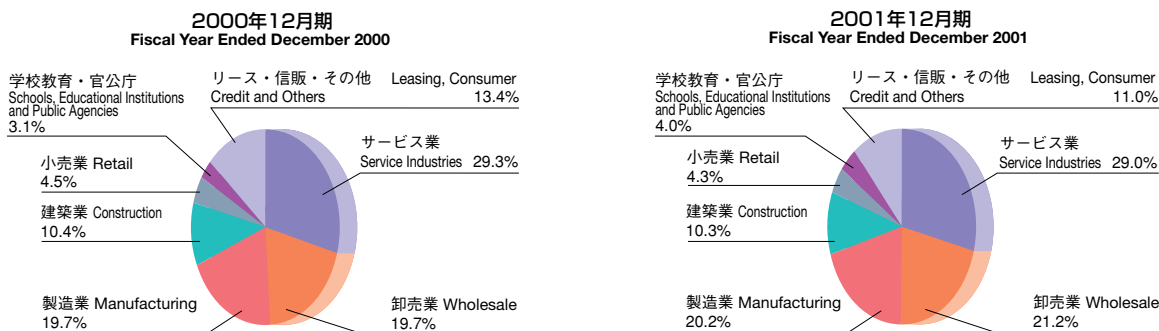 2000年12月期
Fiscal Year Ended December 2000
学校教育・官公庁
Schools, Educational Institutions
and Public Agencies
3.1%
リース・信販・その他 Leasing, Consumer
Credit and Others 13.4%
サービス業
Service Industries 29.3%
小売業 Retail
4.5%
建築業 Construction
10.4%
製造業 Manufacturing
19.7%
卸売業 Wholesale
19.7%
2001年12月期
Fiscal Year Ended December 2001
学校教育・官公庁
Schools, Educational Institutions
and Public Agencies
4.0%
リース・信販・その他 Leasing, Consumer
Credit and Others 11.0%
サービス業
Service Industries 29.0%
小売業 Retail
4.3%
建築業 Construction
10.3%
製造業 Manufacturing
20.2%
卸売業 Wholesale
21.2%